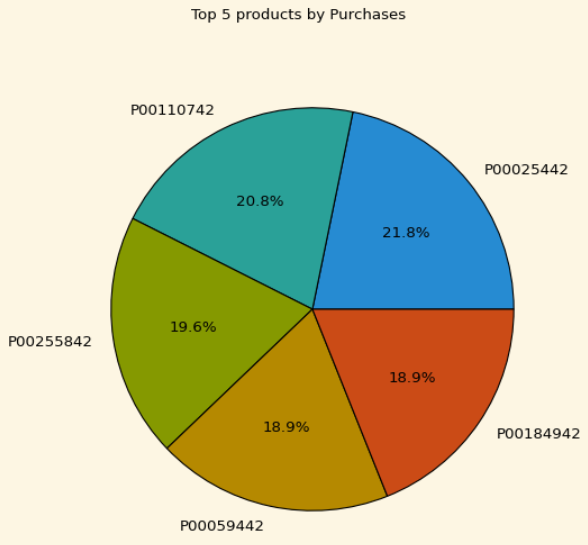 Top 5 products by Purchases
P00110742
P00025442
20.8%
21.8%
19.6%
P00255842
18.9%
18.9%
P00184942
P00059442